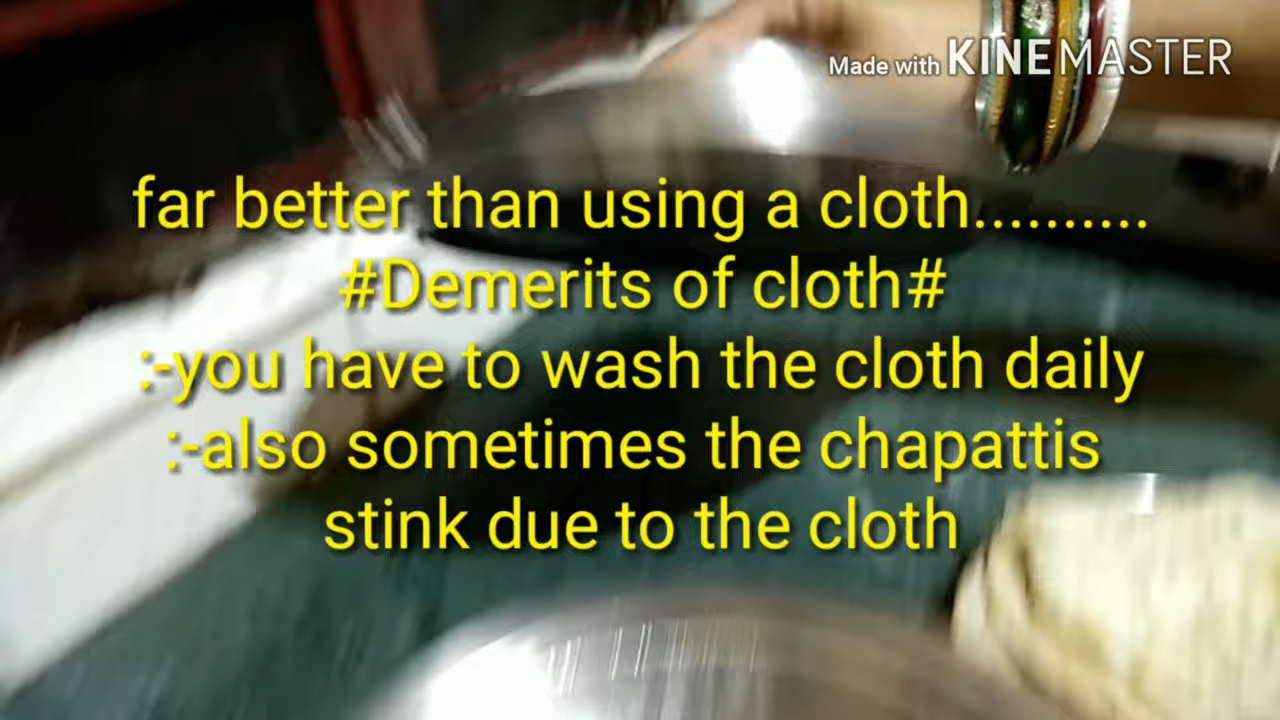 Made with KINEMASTER
far better than using a cloth..........
#Demerits of cloth#
:-you have to wash the cloth daily
:-also sometimes the chapattis
stink due to the cloth